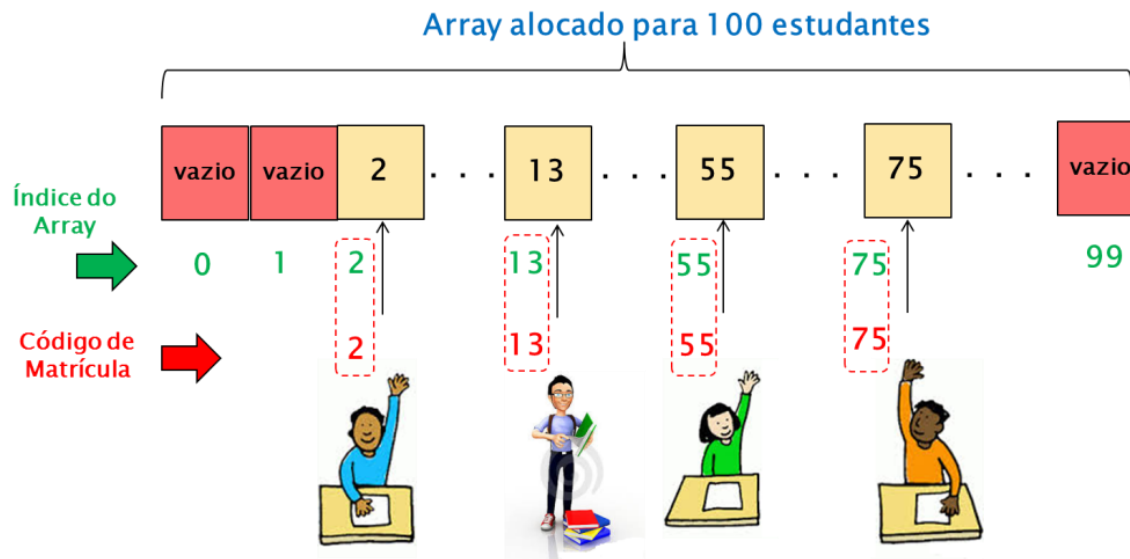 Array alocado para 100 estudantes
vazio vazio 2 . . . 13 . . . 55 . . . 75 . . . vazio
Índice do
Array
0 1 2 13 55 75 99
Código de
Matrícula
2 13 55 75